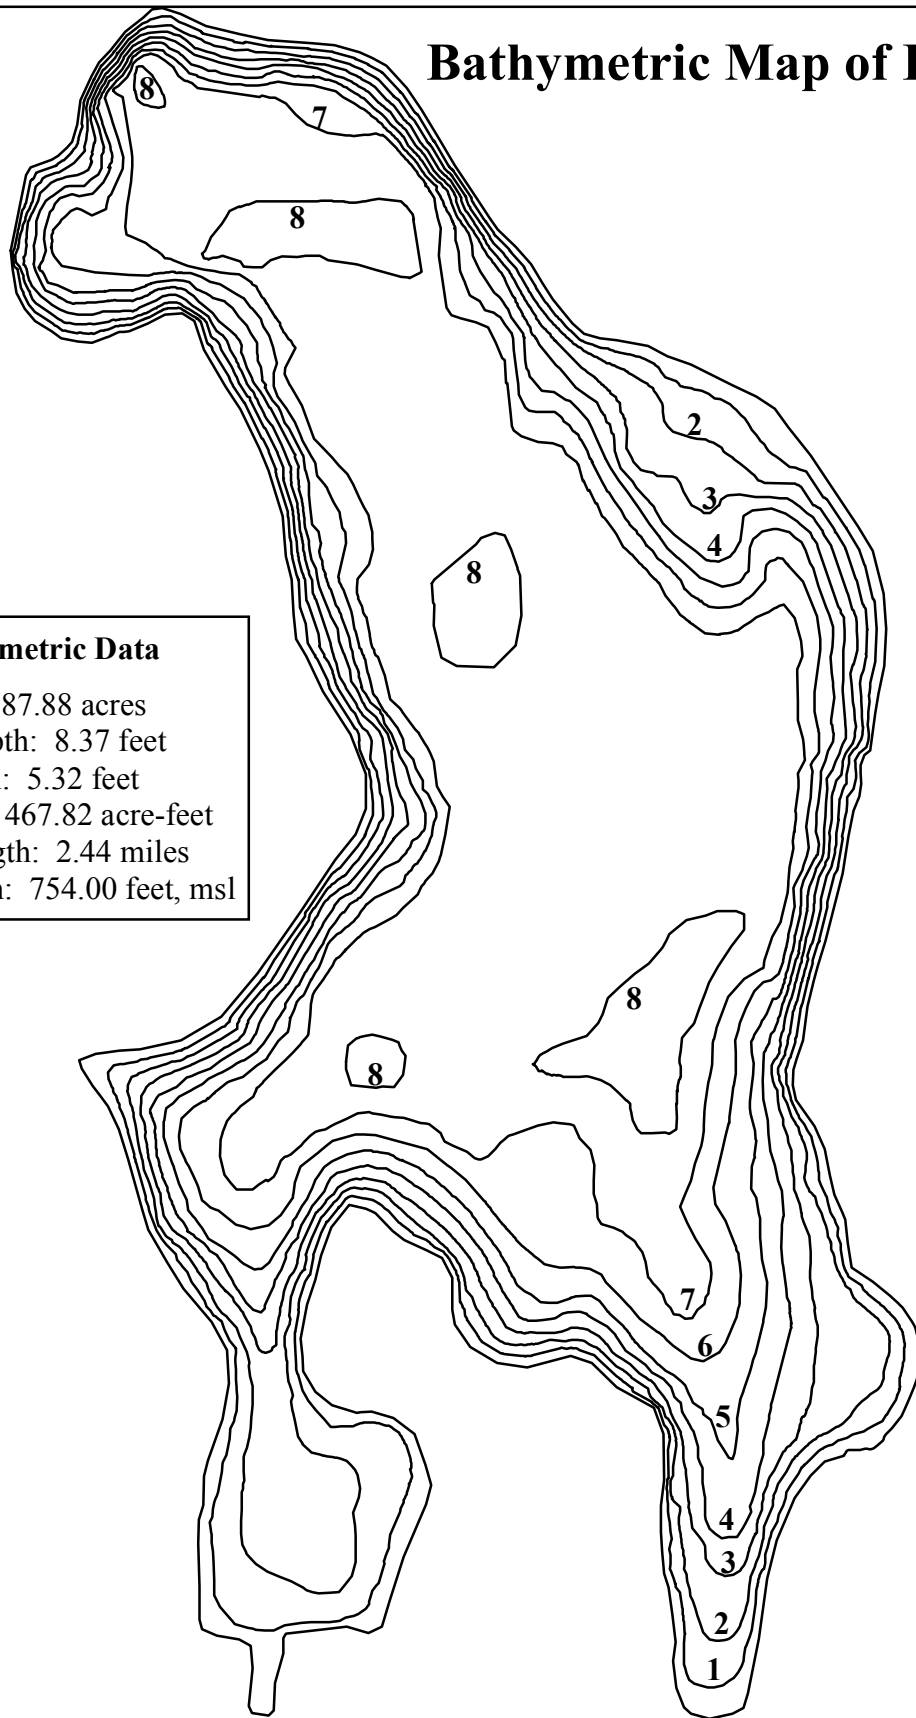 Bathymetric Map of
8
7
8
2
3
4
8
metric Data
87.88 acres
pth: 8.37 feet
: 5.32 feet
467.82 acre-feet
gth: 2.44 miles
n: 754.00 feet, msl
8
8
7
6
5
4
3
2
1